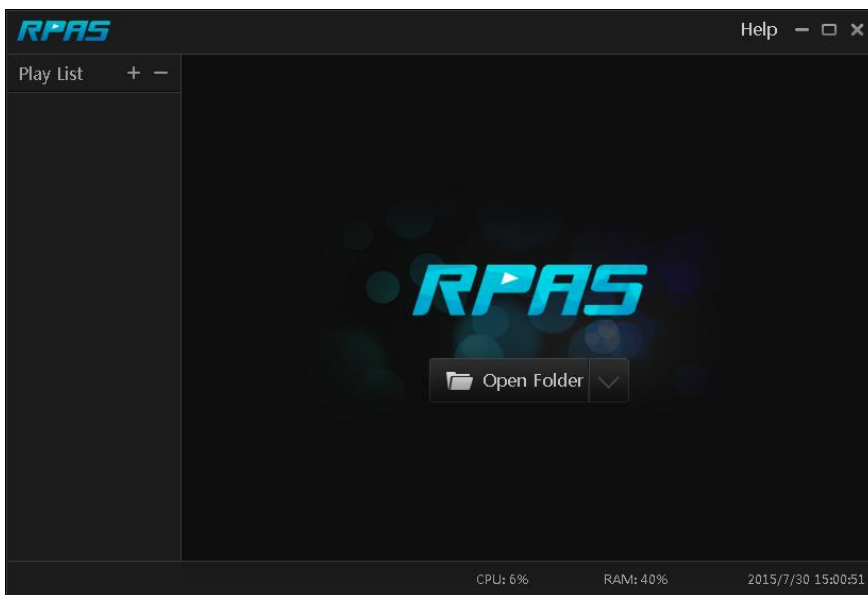 RPAS
Help
Play List
RPAS
Open Folder
CPU: 6% RAM: 40% 2015/7/30 15:00:51